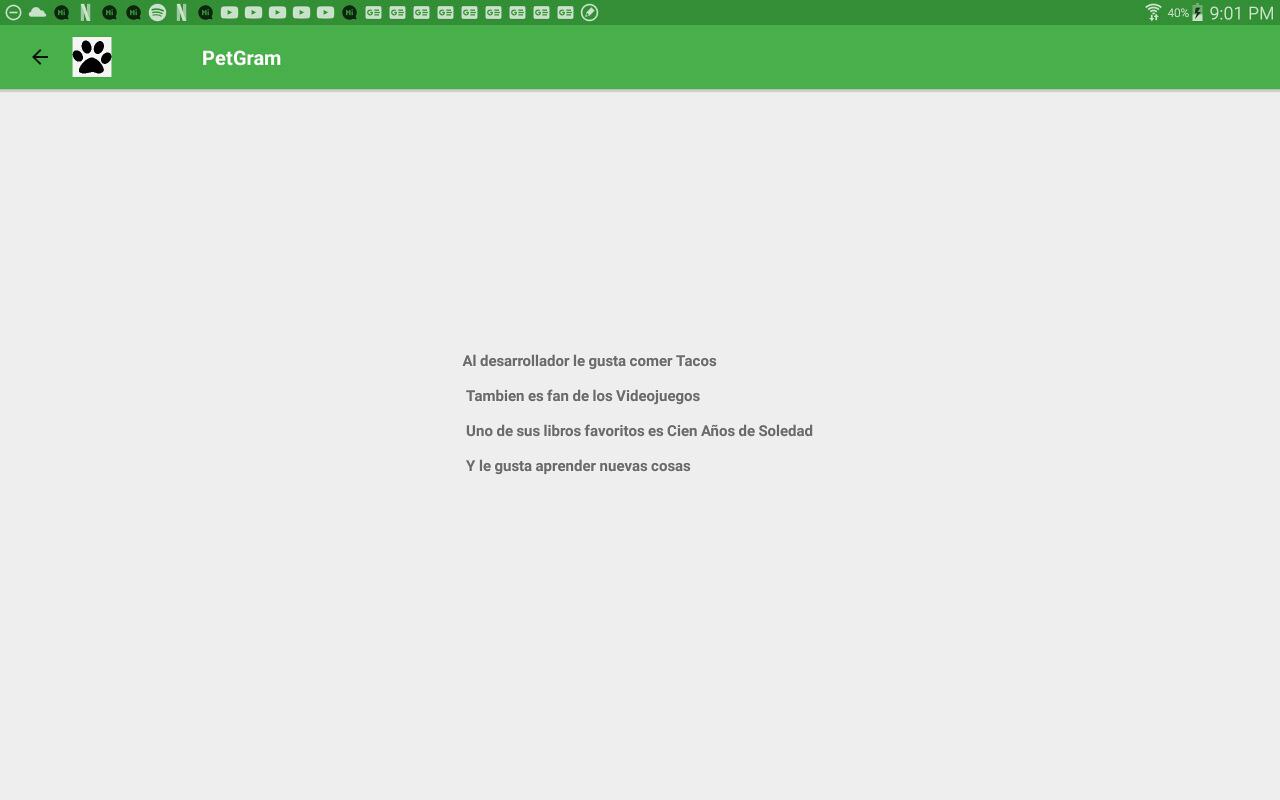 40% 9:01 PM
PetGram
Al desarrollador le gusta comer Tacos
Tambien es fan de los Videojuegos
Uno de sus libros favoritos es Cien Años de Soledad
Y le gusta aprender nuevas cosas